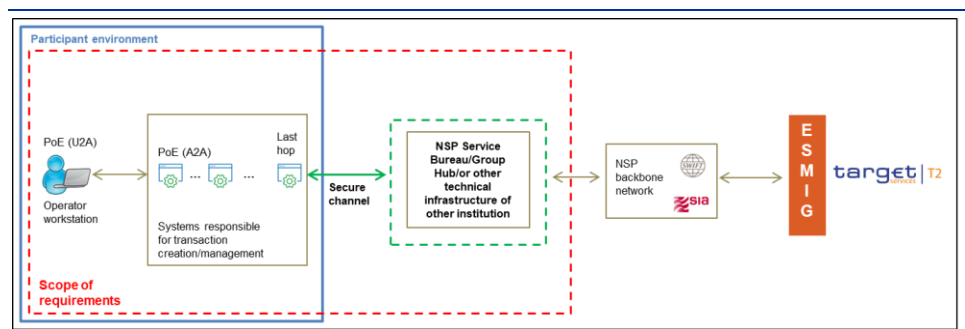 Participant environment
PoE (U2A)
Operator
workstation
PoE (A2A)
Last
hop
... ...
Systems responsible
for transaction
creation/management
Secure
channel
NSP Service
Bureau/Group
Hub/or other
technical
infrastructure of
other institution
NSP
backbone
network
SWIFT
sia
E
S
M
I
G
target | T2
services
Scope of
requirements